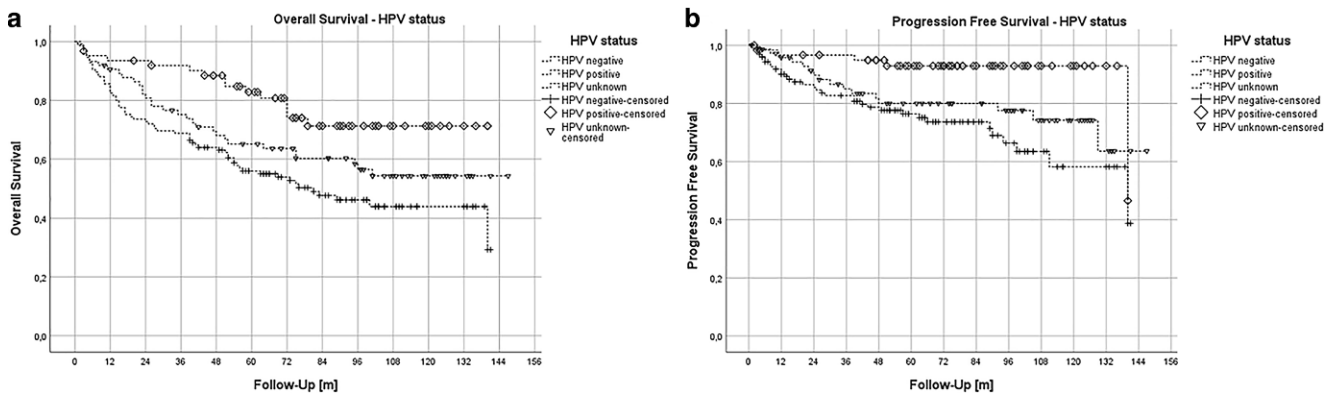 a
Overall Survival - HPV status
Overall Survival
1,0
0,8
0,6
0,4
0,2
0,0
0 12 24 36 48 60 72 84 96 108 120 132 144 156
Follow-Up [m]
HPV status
HPV negative
HPV positive
HPV unknown
HPV negative-censored
HPV positive-censored
HPV unknown-
censored
b
Progression Free Survival - HPV status
Progression Free Survival
1,0
0,8
0,6
0,4
0,2
0,0
0 12 24 36 48 60 72 84 96 108 120 132 144 156
Follow-Up [m]
HPV status
HPV negative
HPV positive
HPV unknown
HPV negative-censored
HPV positive-censored
HPV unknown-censored